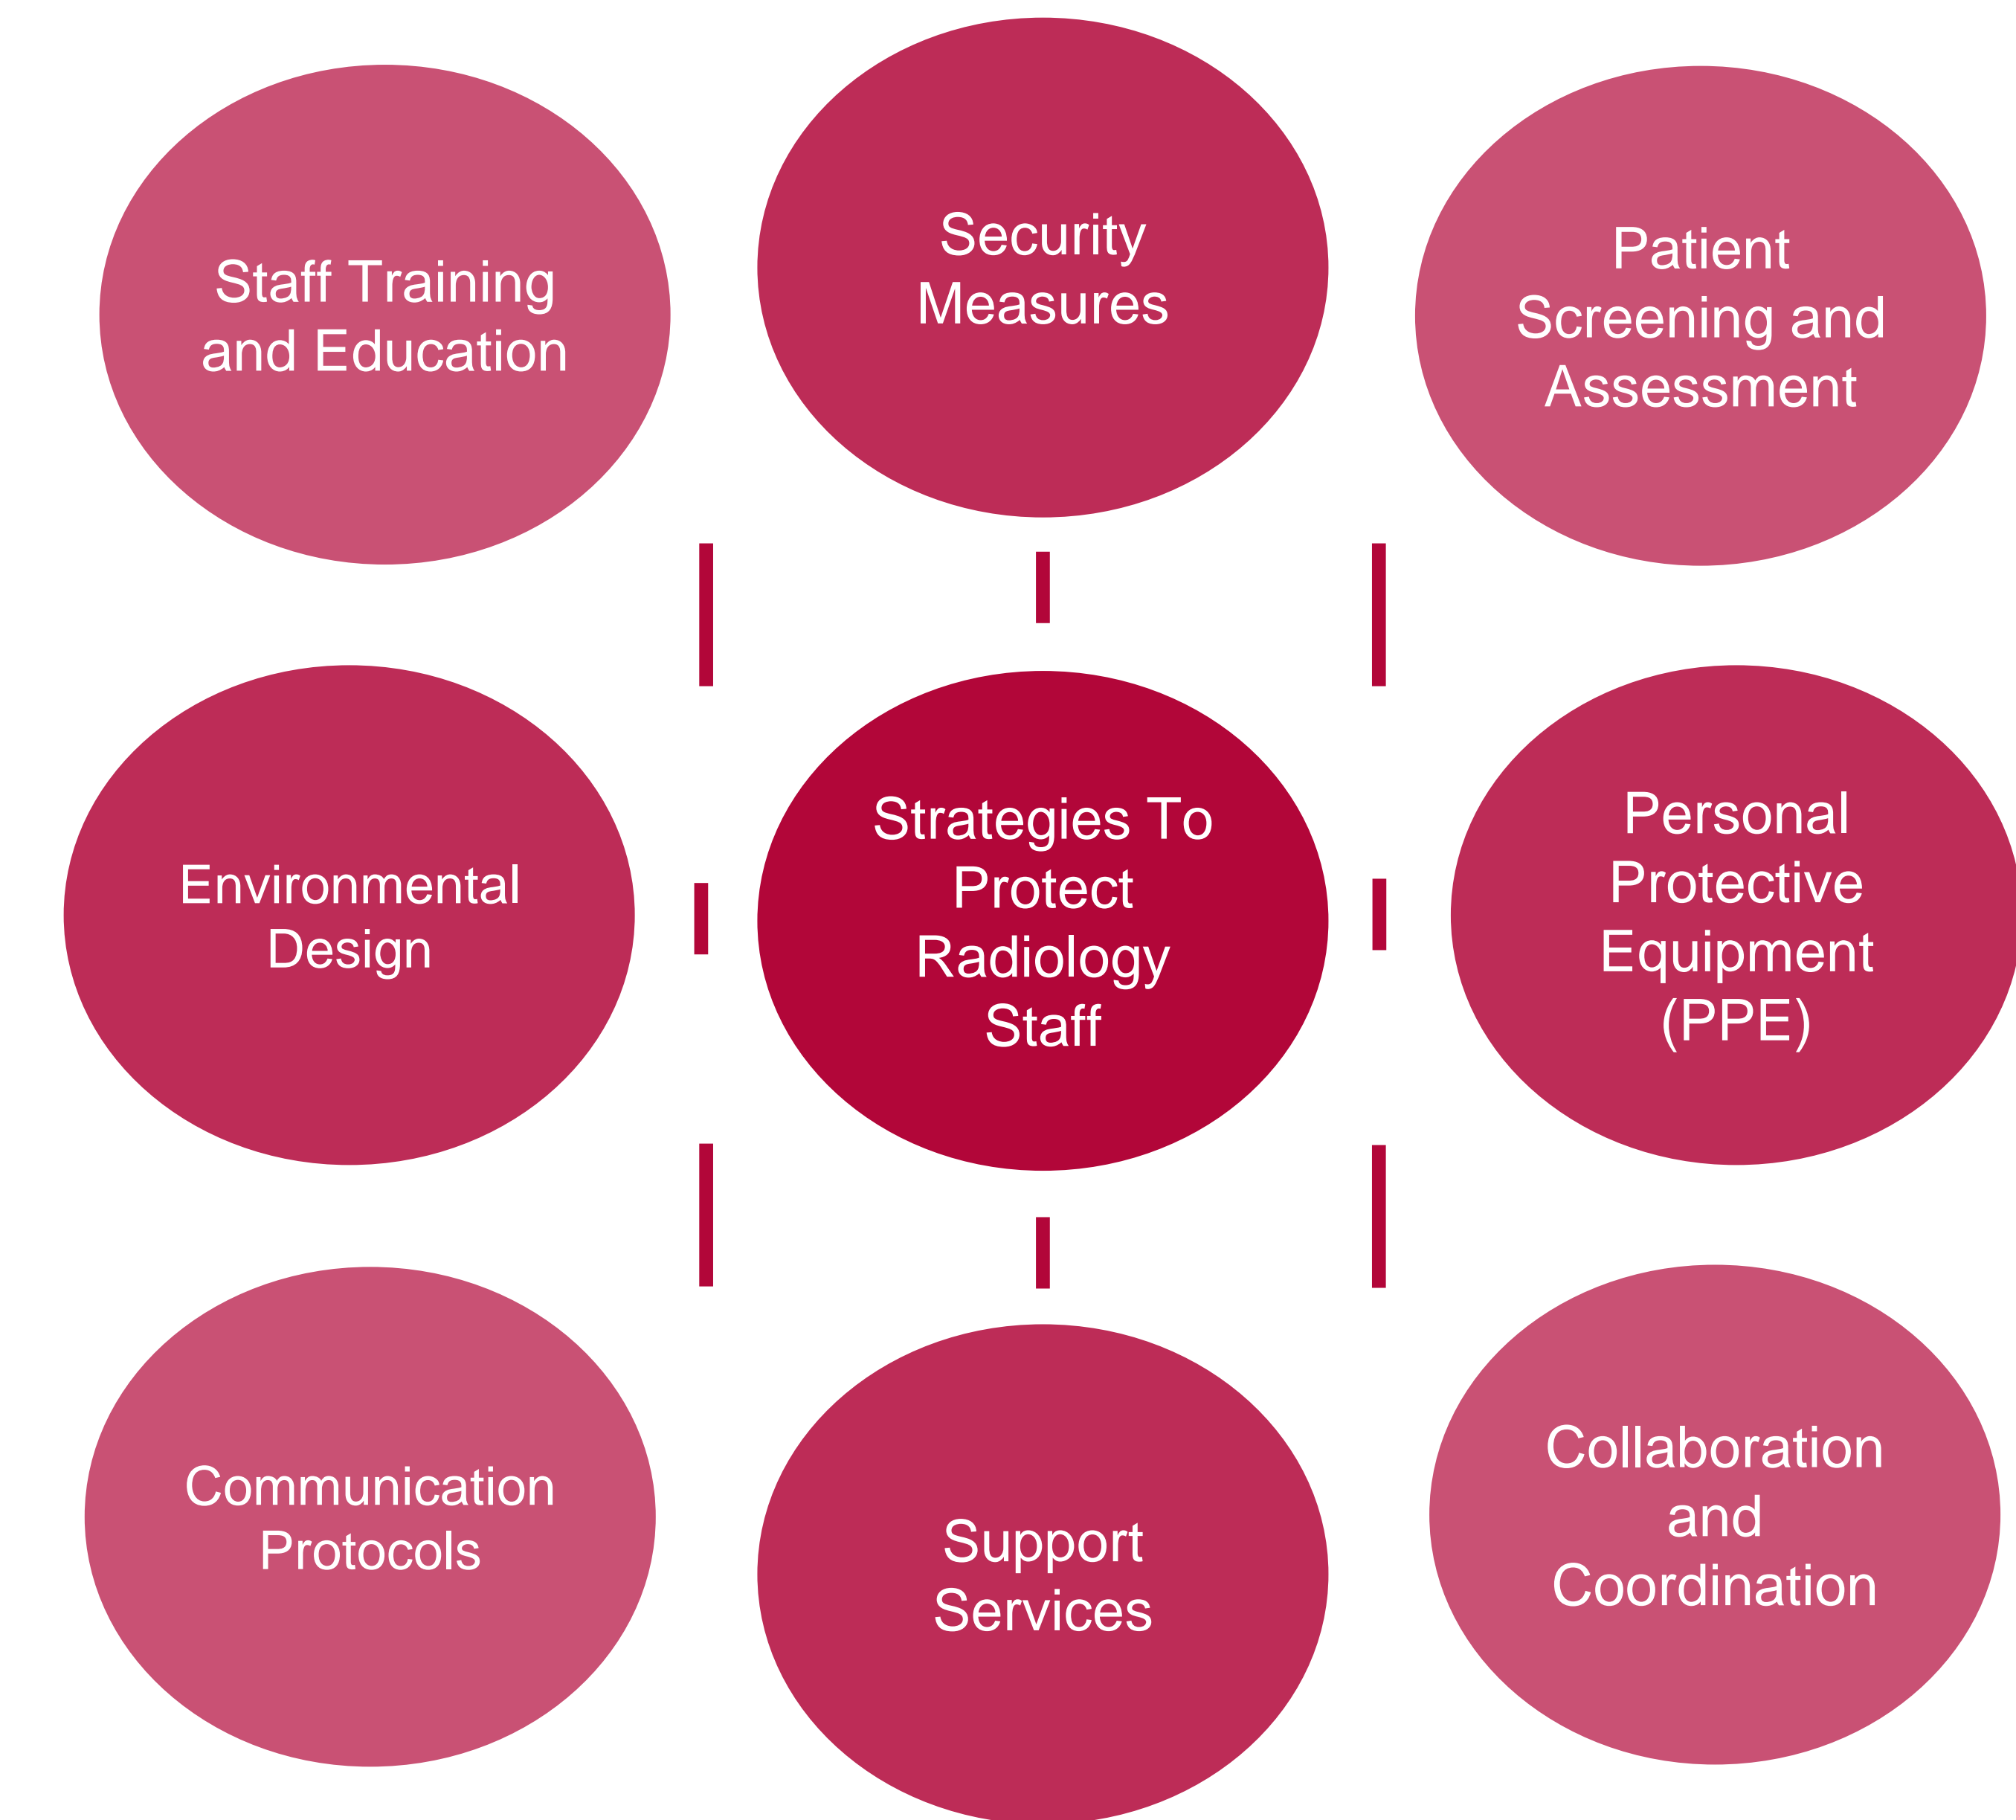 Staff Training
and Education
Security
Measures
Patient
Screening and
Assessment
Environmental
Design
Strategies To
Protect
Radiology
Staff
Personal
Protective
Equipment
(PPE)
Communication
Protocols
Support
Services
Collaboration
and
Coordination